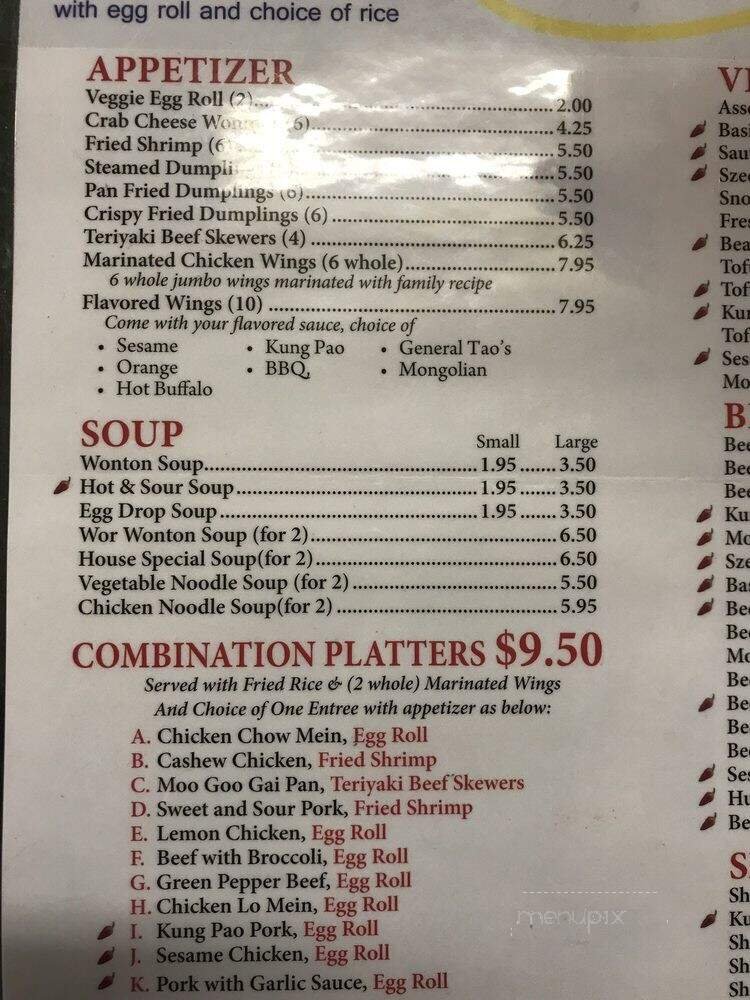 with egg roll and choice of rice
APPETIZER
Veggie Egg Roll (2)... 2.00
Crab Cheese 6) 4.25
Fried Shrimp (6 5.50
Steamed 5.50
Pan Fried Dumplings (6) 5.50
Crispy Fried Dumplings (6) 5.50
Teriyaki Beef Skewers (4) 6.25
Marinated Chicken Wings (6 whole) 7.95
6 whole jumbo wings marinated with family recipe
Flavored Wings (10) 7.95
Come with your flavored sauce, choice of
• Sesame • Kung Pao • General Tao's
• Orange • BBQ, • Mongolian
• Hot Buffalo
SOUP
Small Large
Wonton Soup 1.95 3.50
Hot & Sour Soup 1.95 3.50
Egg Drop Soup 1.95 3.50
Wor Wonton Soup (for 2) 6.50
House Special Soup(for 2) 6.50
Vegetable Noodle Soup (for 2) 5.50
Chicken Noodle Soup(for 2) 5.95
COMBINATION PLATTERS $9.50
Served with Fried Rice & (2 whole) Marinated Wings
And Choice of One Entree with appetizer as below:
A. Chicken Chow Mein, Egg Roll
B. Cashew Chicken, Fried Shrimp
C. Moo Goo Gai Pan, Teriyaki Beef Skewers
D. Sweet and Sour Pork, Fried Shrimp
E. Lemon Chicken, Egg Roll
F. Beef with Broccoli, Egg Roll
G. Green Pepper Beef, Egg Roll
H. Chicken Lo Mein, Egg Roll
I. Kung Pao Pork, Egg Roll
J. Sesame Chicken, Egg Roll
K. Pork with Garlic Sauce, Egg Roll
menupix